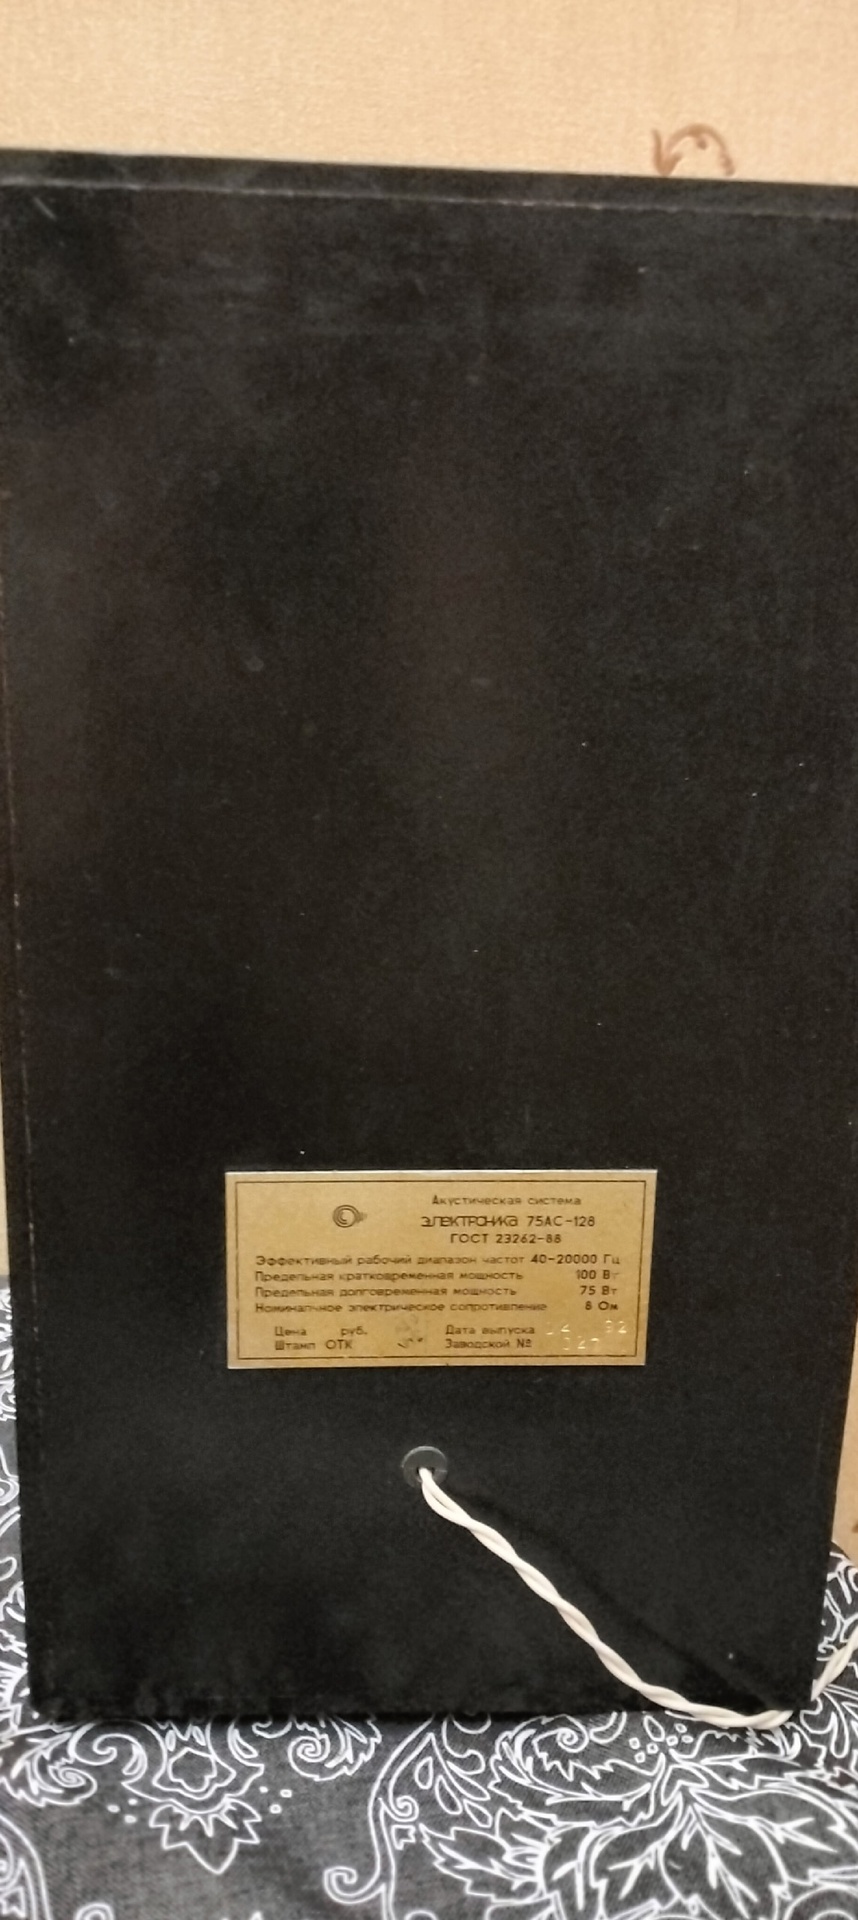 Акустическая система
ЭЛЕКТРОНИКА 75АС-128
ГОСТ 23262-88
Эффективный рабочий диапазон частот 40-20000 Гц
Предельная кратковременная мощность 100 Вт
Предельная долговременная мощность 75 Вт
Номинальное электрическое сопротивление 8 Ом
Цена руб. Дата выпуска 92
Штамп ОТК Заводской №